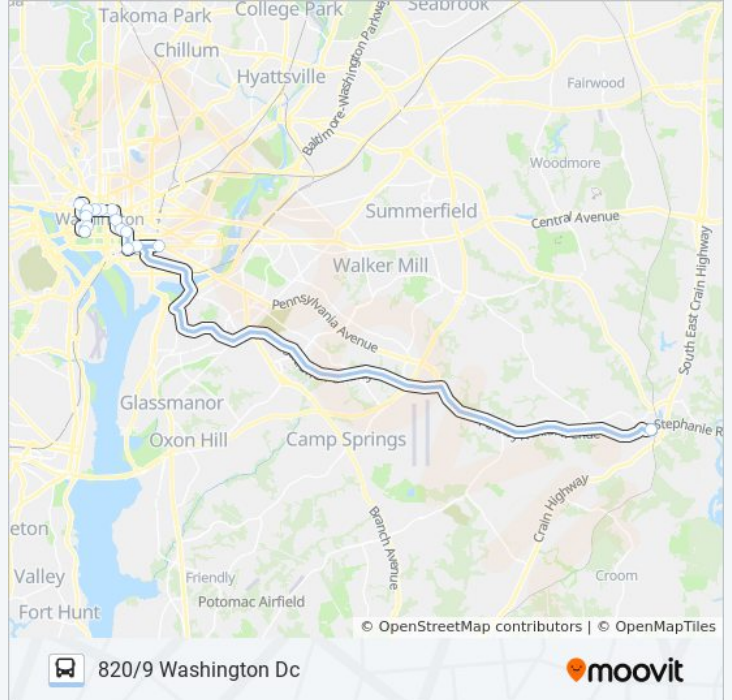 Takoma Park
College Park
Seabrook
Chillum
Hyattsville
Baltimore-Washington Parkway
Fairwood
Woodmore
Summerfield
Central Avenue
Walker Mill
South East Crain Highway
Pennsylvania Avenue
Glassmanor
Oxon Hill
Camp Springs
Stephanie R
Crain Highway
Branch Avenue
eton
Valley
Friendly
Croom
Potomac Airfield
Fort Hunt
© OpenStreetMap contributors | © OpenMapTiles
820/9 Washington Dc
moovit